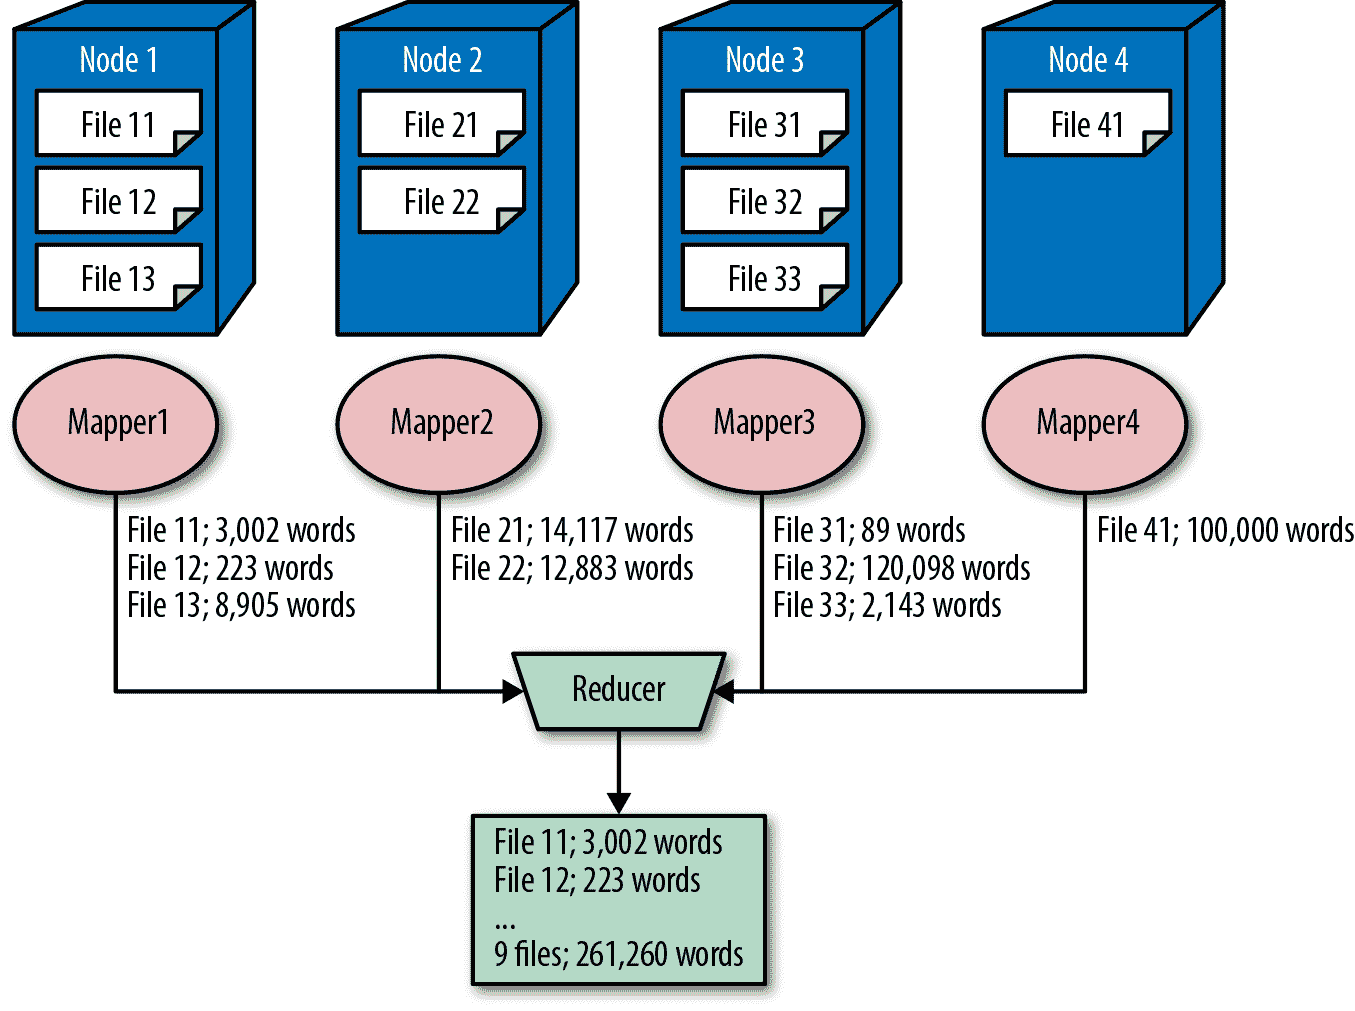 Node 1
File 11
File 12
File 13
Node 2
File 21
File 22
Node 3
File 31
File 32
File 33
Node 4
File 41
Mapper1
Mapper2
Mapper3
Mapper4
File 11; 3,002 words
File 12; 223 words
File 13; 8,905 words
File 21; 14,117 words
File 22; 12,883 words
File 31; 89 words
File 32; 120,098 words
File 33; 2,143 words
File 41; 100,000 words
Reducer
File 11; 3,002 words
File 12; 223 words
...
9 files; 261,260 words